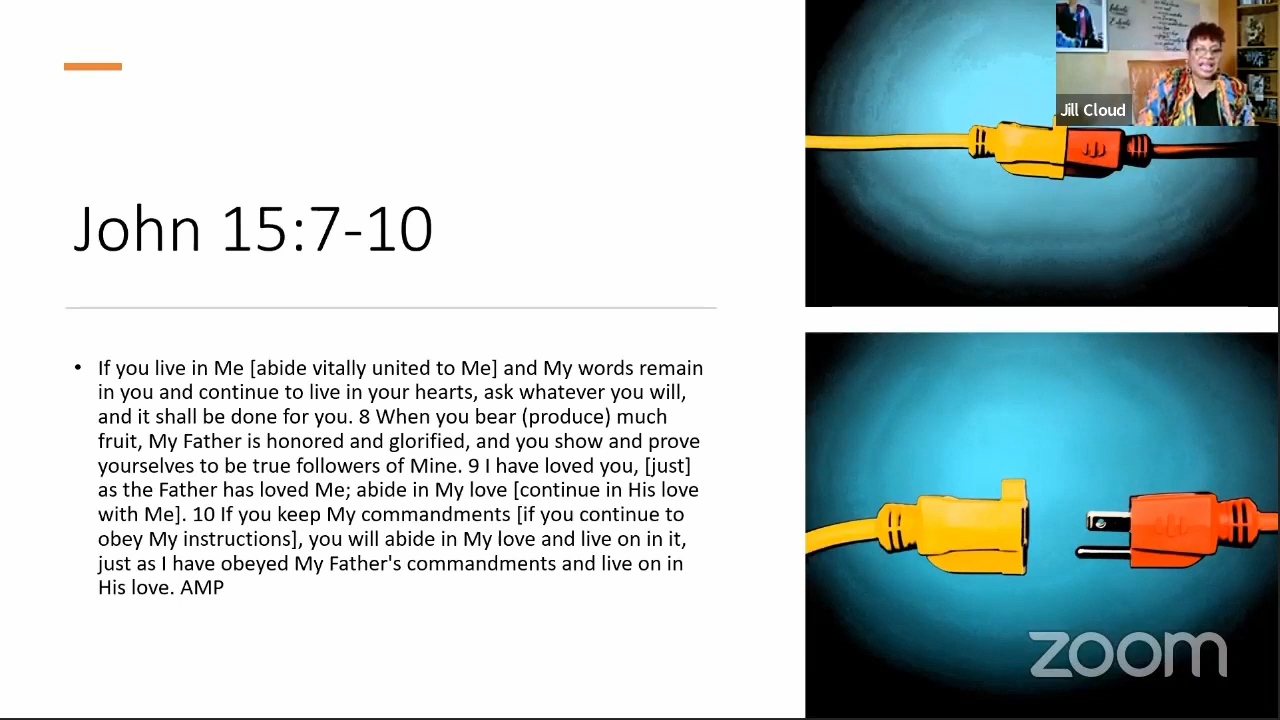 Jill Cloud
John 15:7-10
• If you live in Me [abide vitally united to Me] and My words remain
in you and continue to live in your hearts, ask whatever you will,
and it shall be done for you. 8 When you bear (produce) much
fruit, My Father is honored and glorified, and you show and prove
yourselves to be true followers of Mine. 9 I have loved you, [just]
as the Father has loved Me; abide in My love [continue in His love
with Me]. 10 If you keep My commandments [if you continue to
obey My instructions], you will abide in My love and live on in it,
just as I have obeyed My Father's commandments and live on in
His love. AMP
zoom